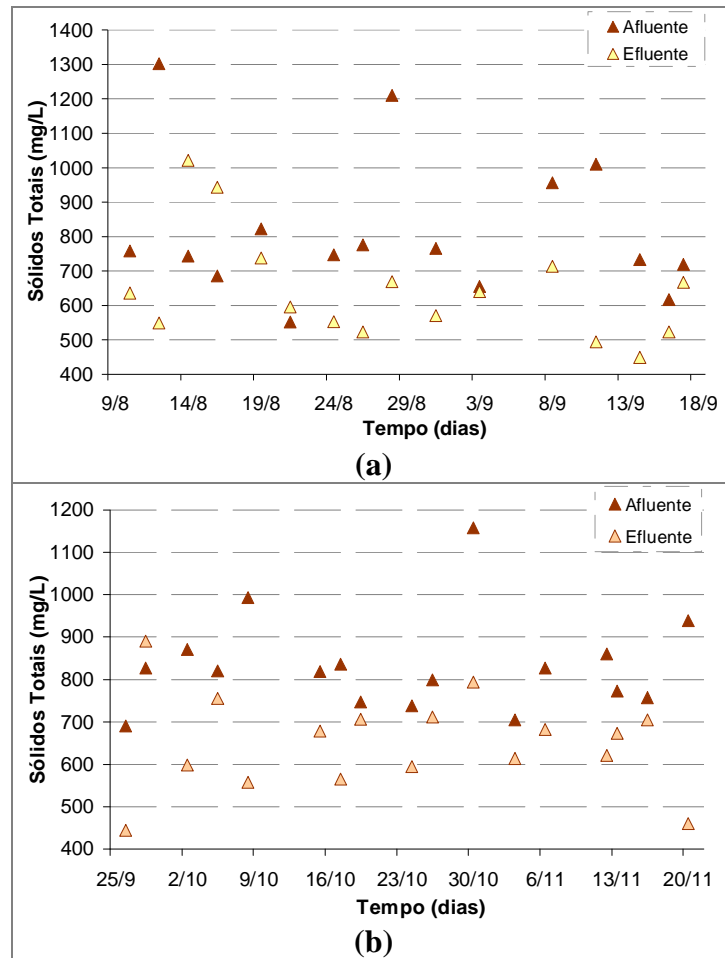 Sólidos Totais (mg/L)
1400
1300
1200
1100
1000
900
800
700
600
500
400
Afluente
Efluente
9/8 14/8 19/8 24/8 29/8 3/9 8/9 13/9 18/9
Tempo (dias)
(a)
Sólidos Totais (mg/L)
1200
1100
1000
900
800
700
600
500
400
Afluente
Efluente
25/9 2/10 9/10 16/10 23/10 30/10 6/11 13/11 20/11
Tempo (dias)
(b)